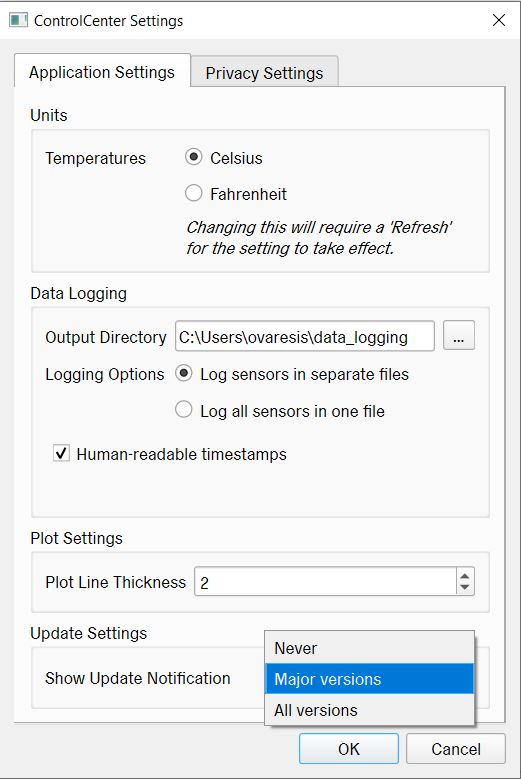 ControlCenter Settings
Application Settings
Privacy Settings
Units
Temperatures
Celsius
Fahrenheit
Changing this will require a 'Refresh'
for the setting to take effect.
Data Logging
Output Directory
C:\Users\ovaresis\data_logging
...
Logging Options
Log sensors in separate files
Log all sensors in one file
Human-readable timestamps
Plot Settings
Plot Line Thickness
2
Update Settings
Show Update Notification
Never
Major versions
All versions
OK
Cancel